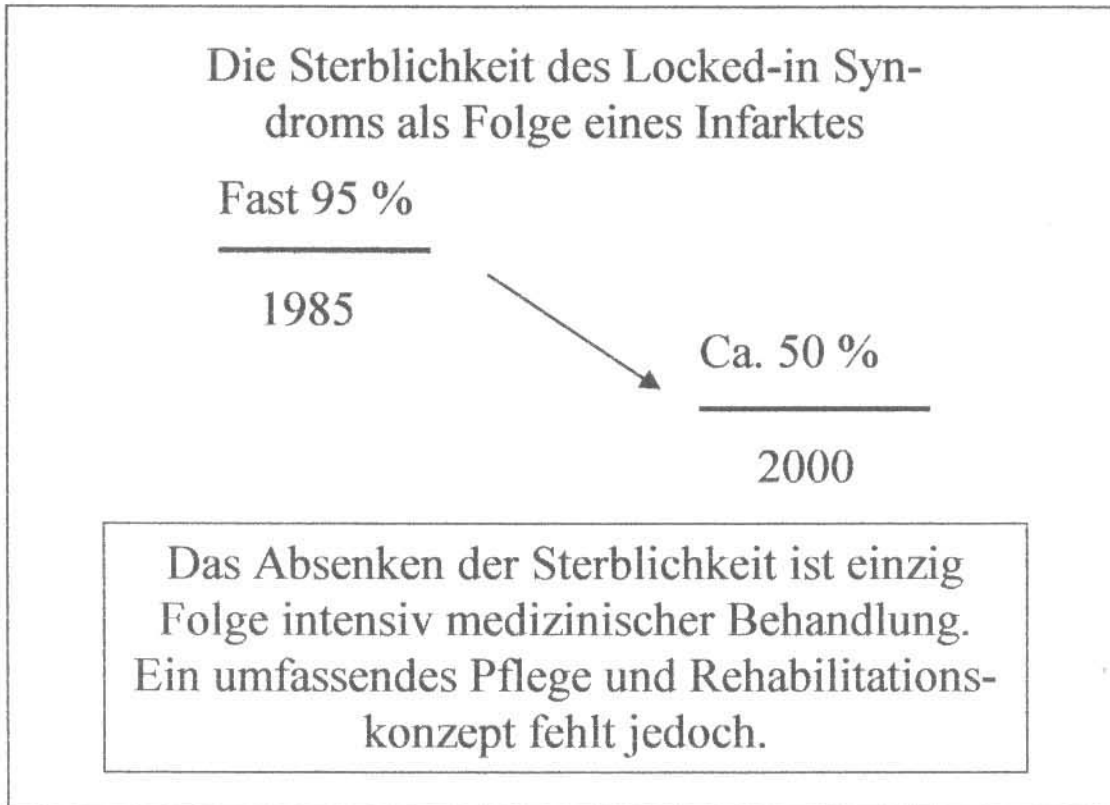 Die Sterblichkeit des Locked-in Syn-
droms als Folge eines Infarktes
Fast 95 %
1985
Ca. 50 %
2000
Das Absenken der Sterblichkeit ist einzig
Folge intensiv medizinischer Behandlung.
Ein umfassendes Pflege und Rehabilitations-
konzept fehlt jedoch.